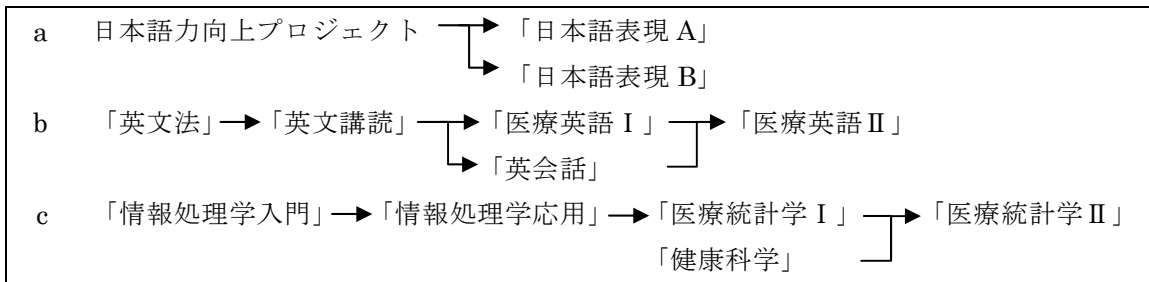 a 日本語力向上プロジェクト 「日本語表現 A」
「日本語表現 B」
b 「英文法」 「英文講読」 「医療英語Ⅰ」 「医療英語Ⅱ」
「英会話」
c 「情報処理学入門」 「情報処理学応用」 「医療統計学Ⅰ」 「医療統計学Ⅱ」
「健康科学」